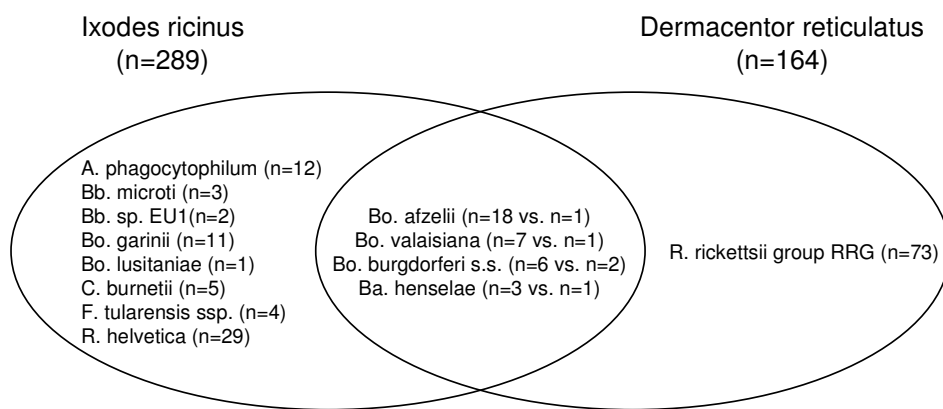 Ixodes ricinus
(n=289)
Dermacentor reticulatus
(n=164)
A. phagocytophilum (n=12)
Bb. microti (n=3)
Bb. sp. EU1(n=2)
Bo. garinii (n=11)
Bo. lusitaniae (n=1)
C. burnetii (n=5)
F. tularensis ssp. (n=4)
R. helvetica (n=29)
Bo. afzelii (n=18 vs. n=1)
Bo. valaisiana (n=7 vs. n=1)
Bo. burgdorferi s.s. (n=6 vs. n=2)
Ba. henselae (n=3 vs. n=1)
R. rickettsii group RRG (n=73)